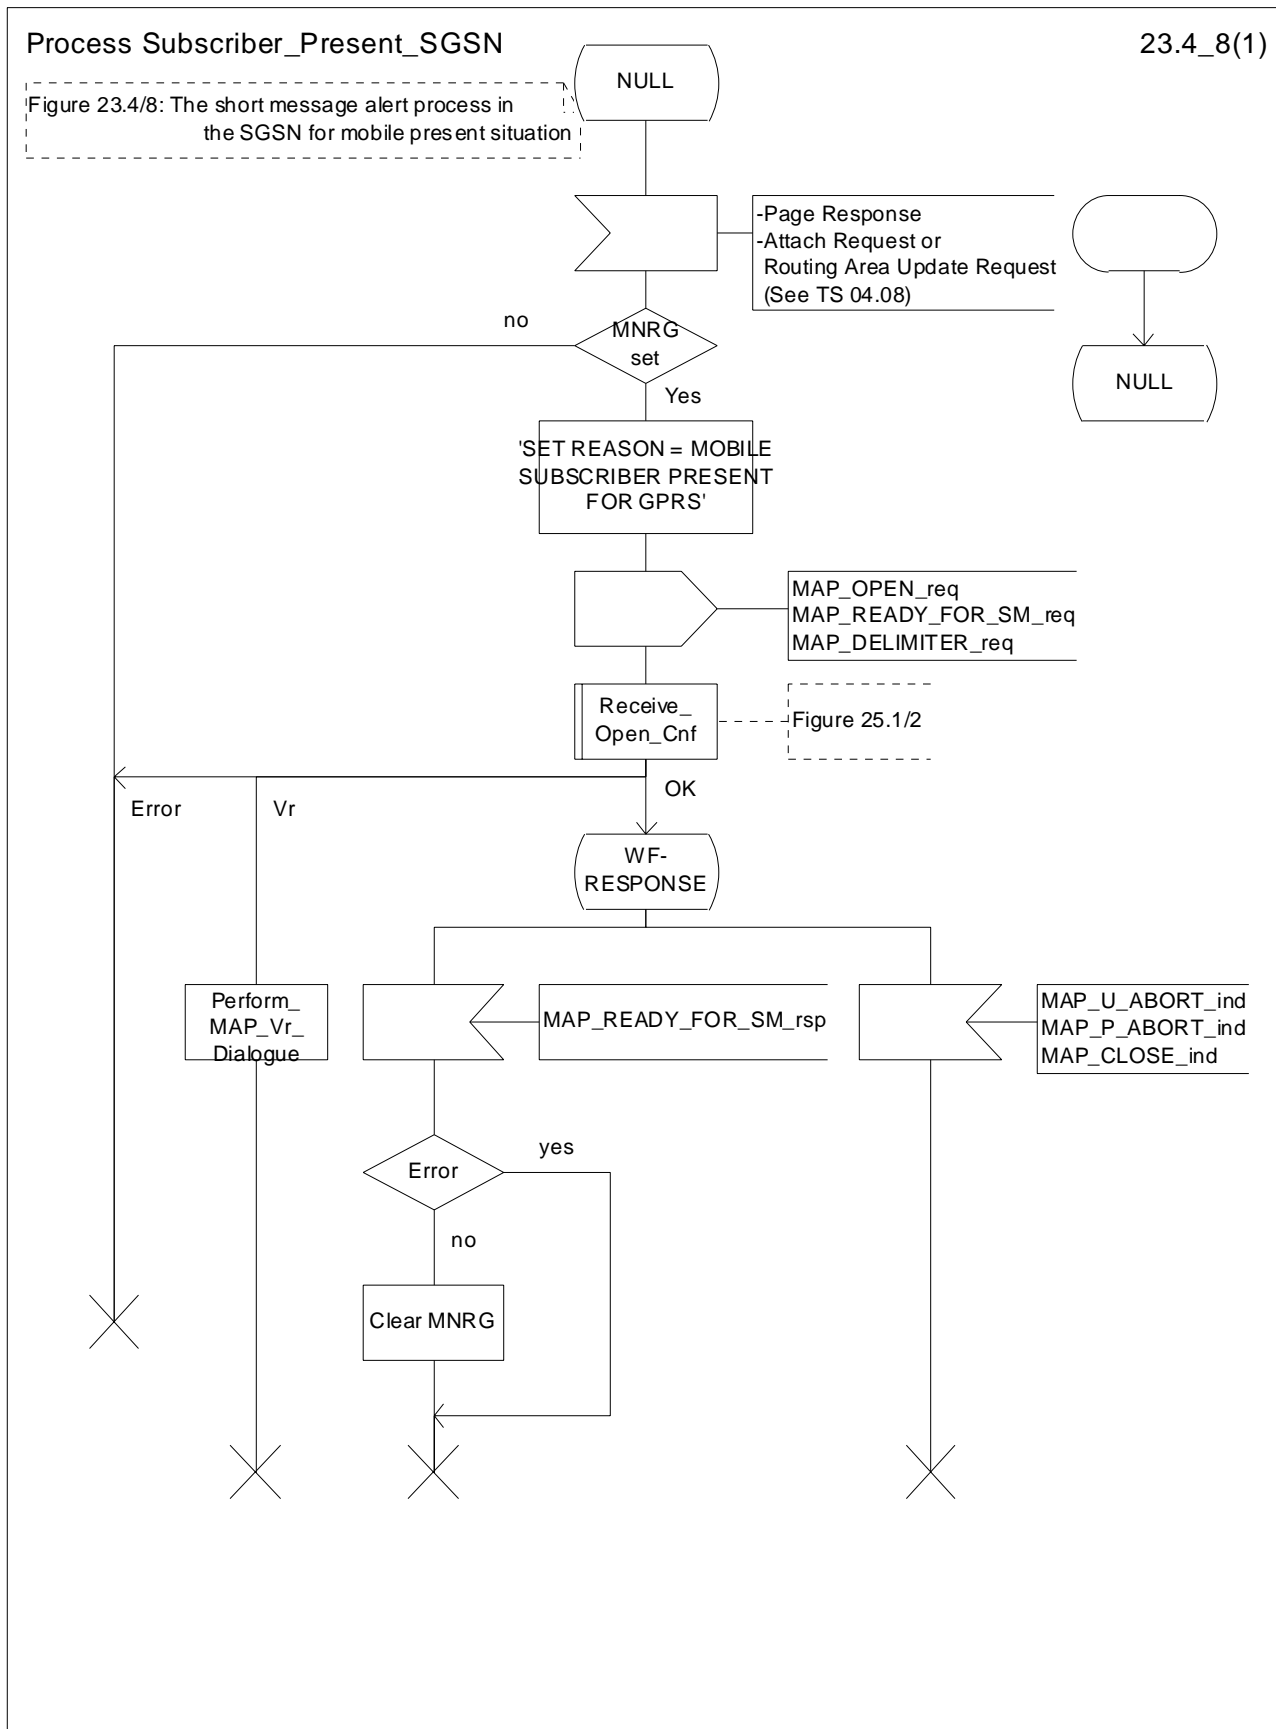 Process Subscriber_Present_SGSN
23.4_8(1)
NULL
Figure 23.4/8: The short message alert process in
the SGSN for mobile present situation
-Page Response
-Attach Request or
Routing Area Update Request
(See TS 04.08)
no
MNRG
set
NULL
Yes
'SET REASON = MOBILE
SUBSCRIBER PRESENT
FOR GPRS'
MAP_OPEN_req
MAP_READY_FOR_SM_req
MAP_DELIMITER_req
Receive_
Open_Cnf
Figure 25.1/2
Error
Vr
OK
WF-
RESPONSE
Perform_
MAP_Vr_
Dialogue
MAP_READY_FOR_SM_rsp
MAP_U_ABORT_ind
MAP_P_ABORT_ind
MAP_CLOSE_ind
Error
yes
no
Clear MNRG